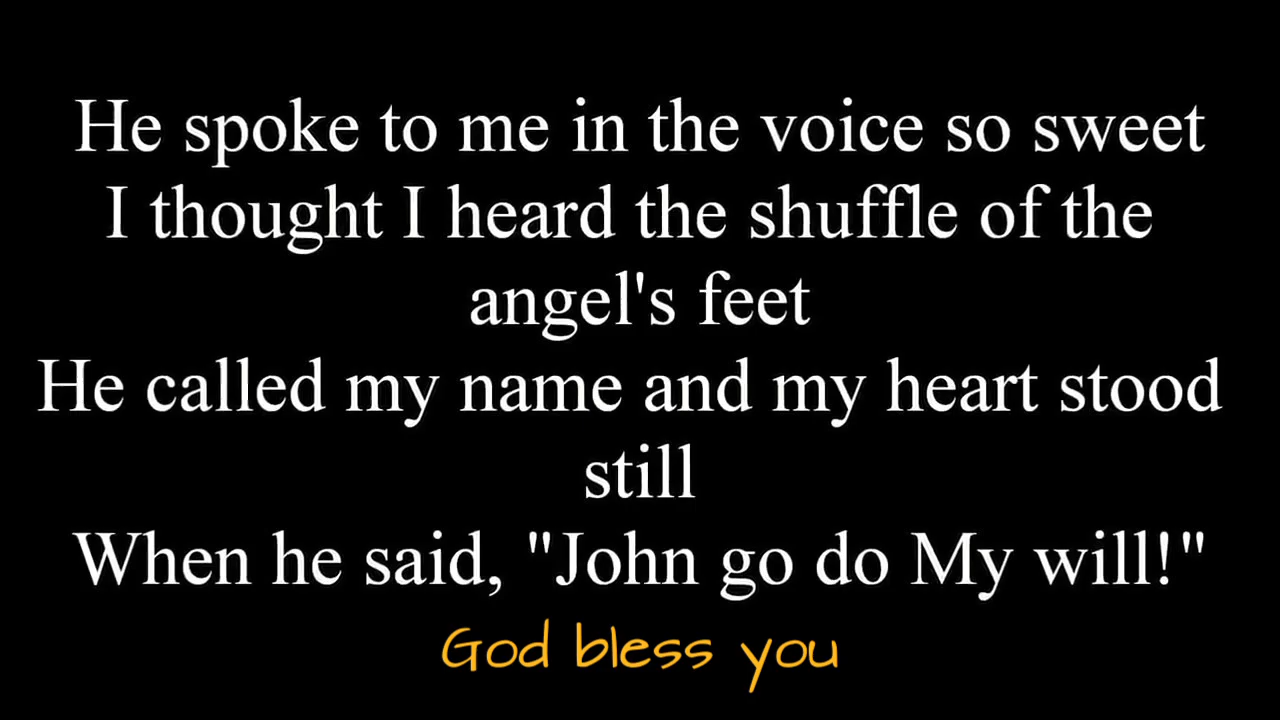 He spoke to me in the voice so sweet
I thought I heard the shuffle of the
angel's feet
He called my name and my heart stood
still
When he said, "John go do My will!"
God bless you